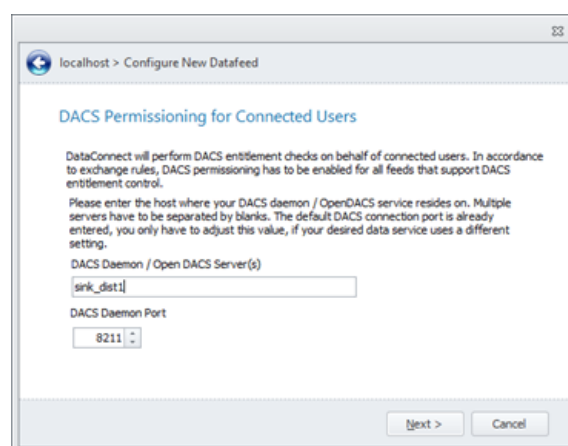 localhost > Configure New Datafeed
DACS Permissioning for Connected Users
DataConnect will perform DACS entitlement checks on behalf of connected users. In accordance
to exchange rules, DACS permissioning has to be enabled for all feeds that support DACS
entitlement control.
Please enter the host where your DACS daemon / OpenDACS service resides on. Multiple
servers have to be separated by blanks. The default DACS connection port is already
entered, you only have to adjust this value, if your desired data service uses a different
setting.
DACS Daemon / Open DACS Server(s)
sink_dist1
DACS Daemon Port
8211
Next > Cancel